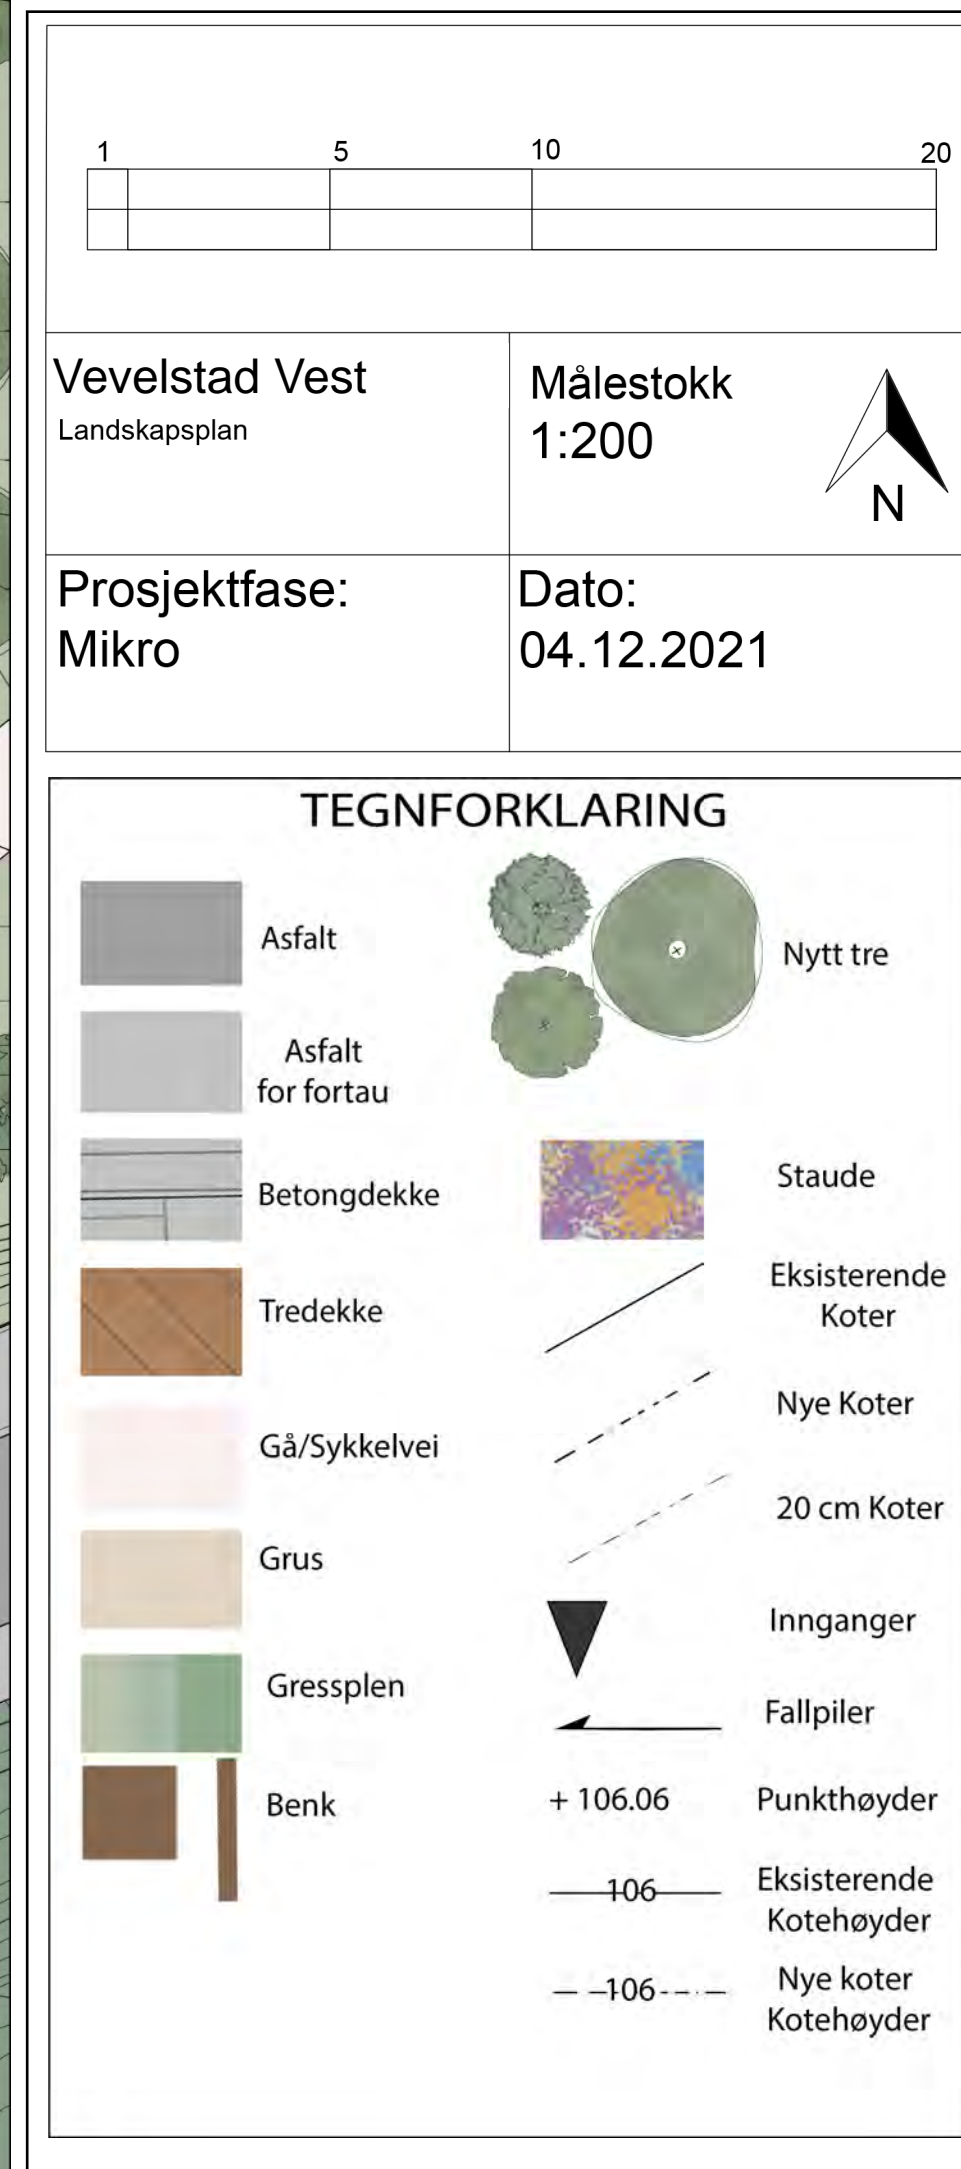 1 5 10 20
Vevelstad Vest
Landskapsplan
Målestokk
1:200
N
Prosjektfase:
Mikro
Dato:
04.12.2021
TEGNFORKLARING
Asfalt
Asfalt
for fortau
Betongdekke
Tredekke
Gå/Sykkelvei
Grus
Gressplen
Benk
Nytt tre
Staude
Eksisterende
Koter
Nye Koter
20 cm Koter
Innganger
Fallpiler
+ 106.06 Punkthøyder
106 Eksisterende
Kotehøyder
106 Nye koter
Kotehøyder